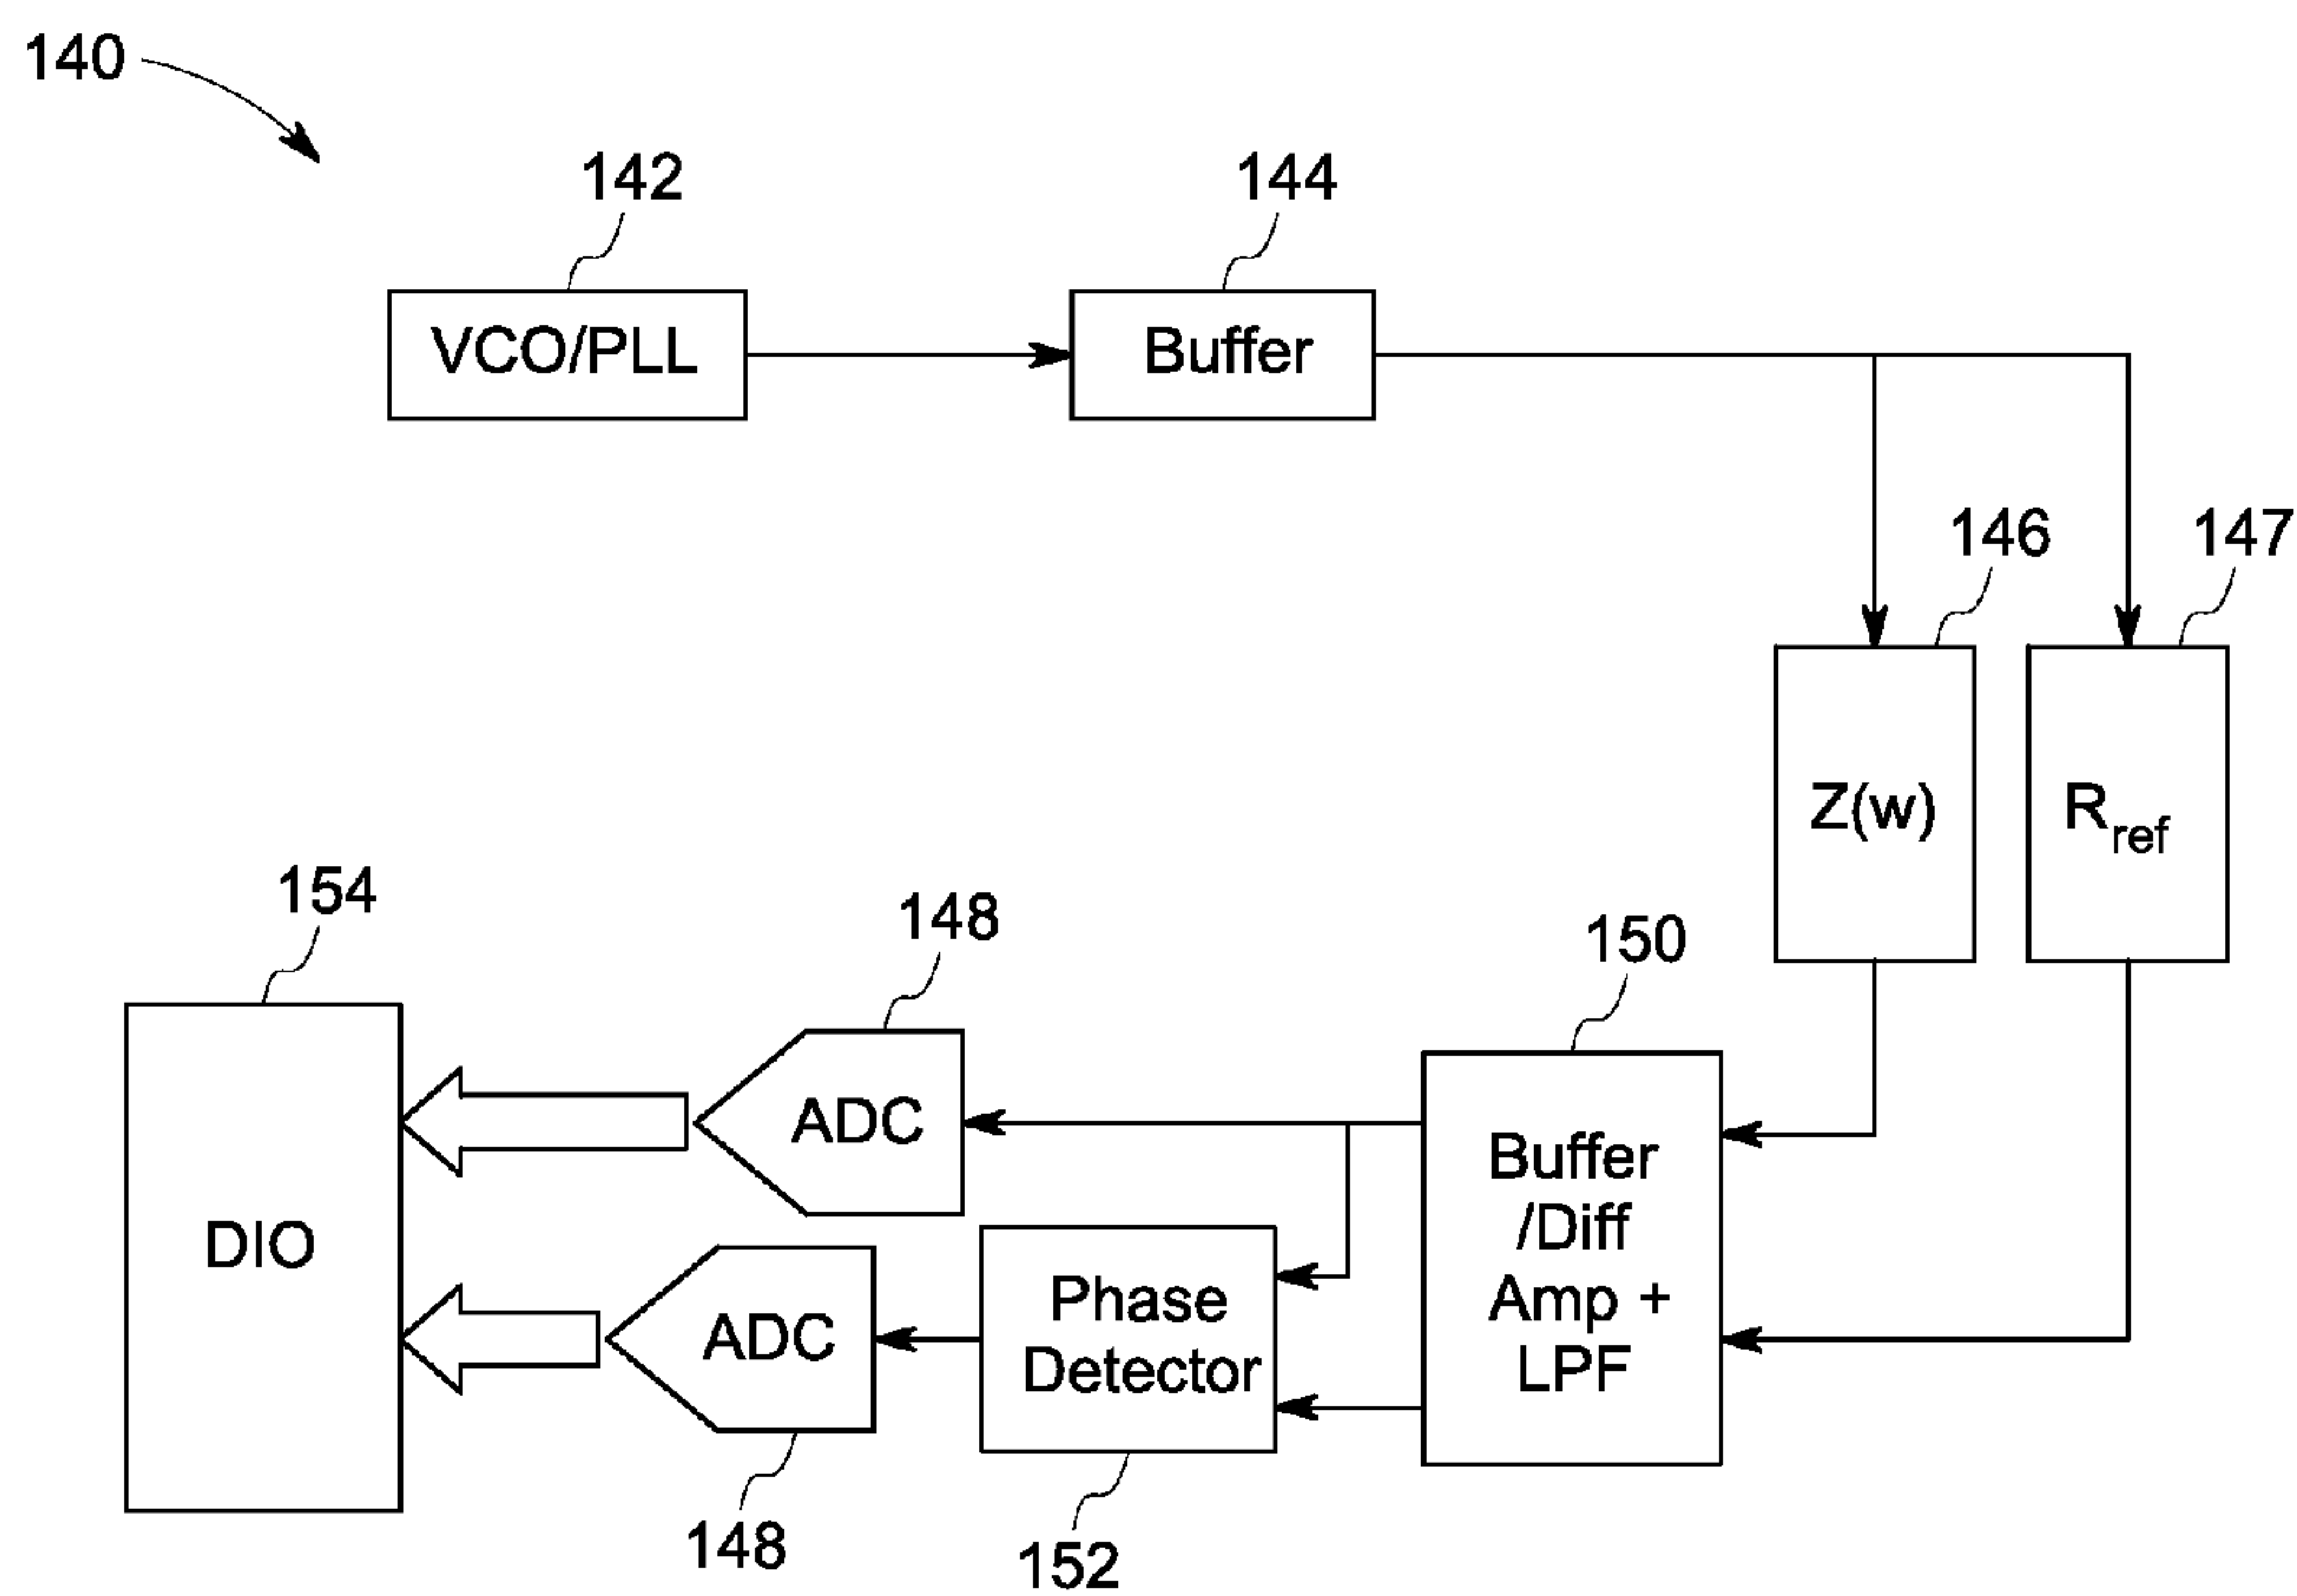 140
142
144
VCO/PLL
Buffer
146
147
Z(w)
Rref
154
148
150
ADC
DIO
Buffer
/Diff
Amp +
LPF
Phase
Detector
ADC
148
152